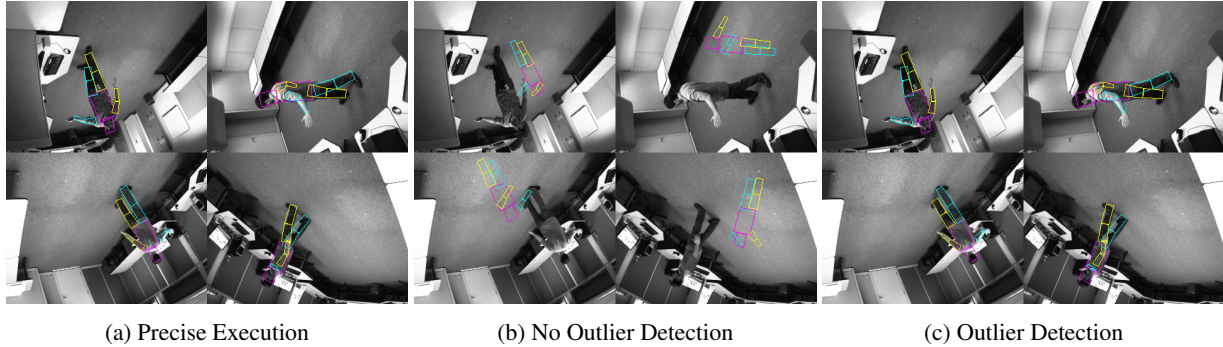 (a) Precise Execution
(b) No Outlier Detection
(c) Outlier Detection